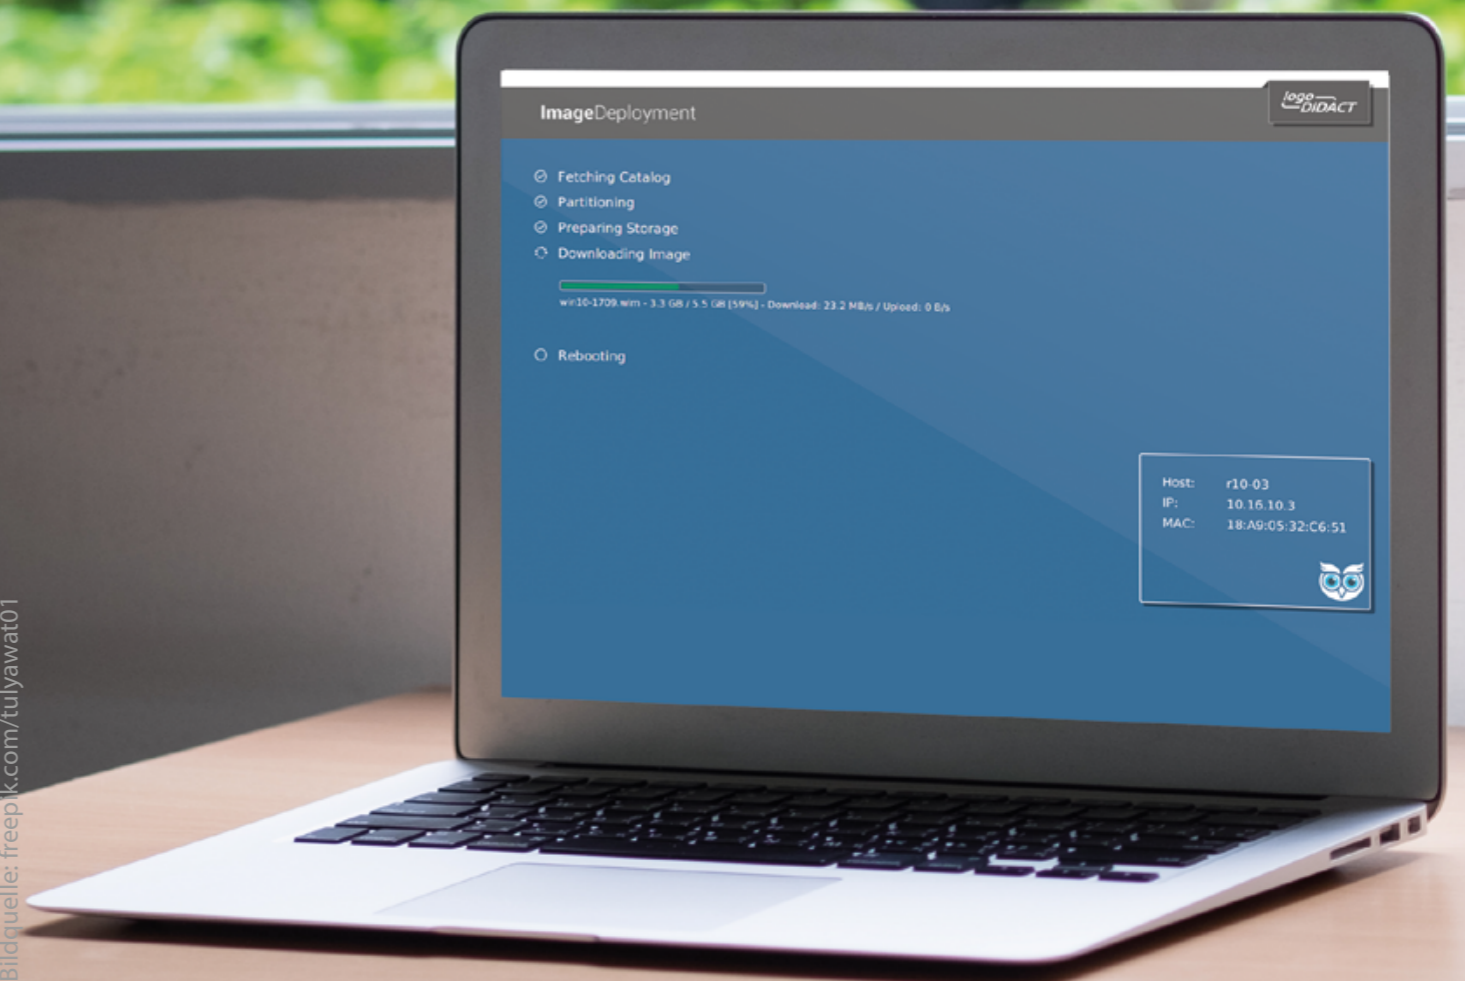 ImageDeployment
logo
DIDACT
Fetching Catalog
Partitioning
Preparing Storage
Downloading Image
win10-1709.wim - 3.3 GB / 5.5 GB [59%] - Download: 23.2 MB/s / Upload: 0 B/s
Rebooting
Host: r10-03
IP: 10.16.10.3
MAC: 18:A9:05:32:C6:51
Bildquelle: freepik.com/tulyawat01